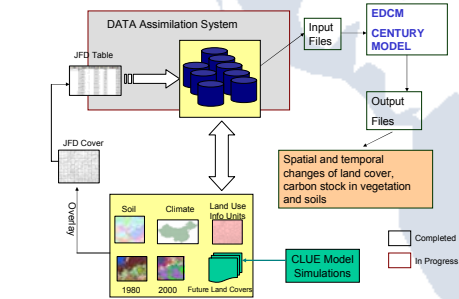 DATA Assimilation System
JFD Table
Input
Files
EDCM
CENTURY
MODEL
Output
Files
JFD Cover
Spatial and temporal
changes of land cover,
carbon stock in vegetation
and soils
Overlay
Soil
Climate
Land Use
Info Units
1980
2000
Future Land Covers
CLUE Model
Simulations
Completed
In Progress